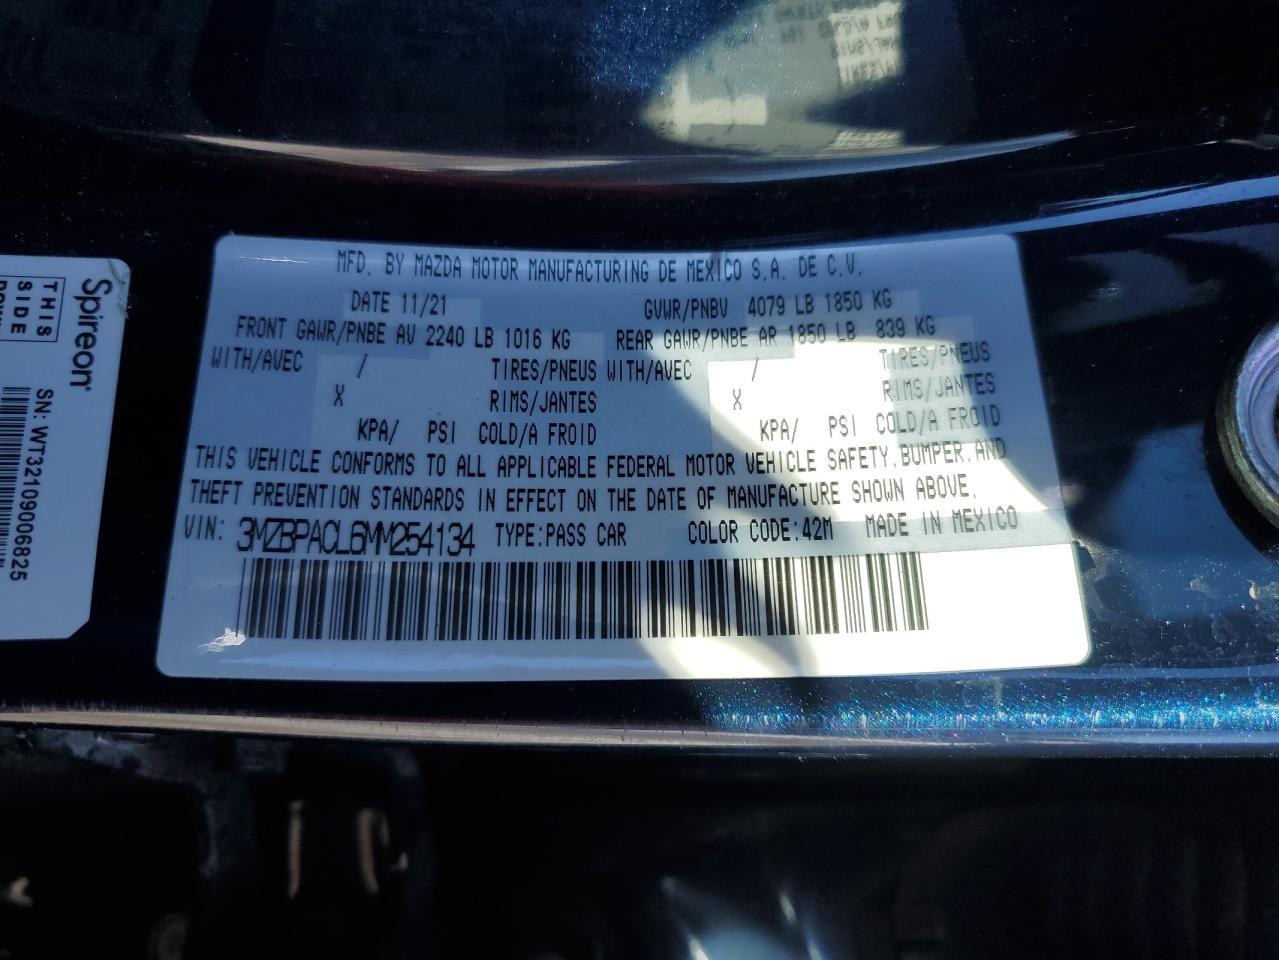 MFD. BY MAZDA MOTOR MANUFACTURING DE MEXICO S.A. DE C.V.
DATE 11/21 GVWR/PNBV 4079 LB 1850 KG
FRONT GAWR/PNBE AV 2240 LB 1016 KG REAR GAWR/PNBE AR 1850 LB 839 KG
WITH/AVEC / TIRES/PNEUS WITH/AVEC / TIRES/PNEUS
X RIMS/JANTES X RIMS/JANTES
KPA/ PSI COLD/A FROID KPA/ PSI COLD/A FROID
THIS VEHICLE CONFORMS TO ALL APPLICABLE FEDERAL MOTOR VEHICLE SAFETY, BUMPER, AND
THEFT PREVENTION STANDARDS IN EFFECT ON THE DATE OF MANUFACTURE SHOWN ABOVE.
VIN: 3MZBPACL6MM254134 TYPE:PASS CAR COLOR CODE:42M MADE IN MEXICO
Spireon
THIS
SIDE
SN: WT32109006825